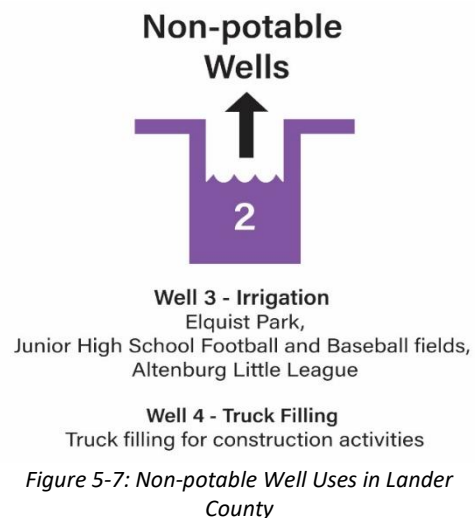 Non-potable
Wells
2
Well 3 - Irrigation
Elquist Park,
Junior High School Football and Baseball fields,
Altenburg Little League
Well 4 - Truck Filling
Truck filling for construction activities
Figure 5-7: Non-potable Well Uses in Lander
County